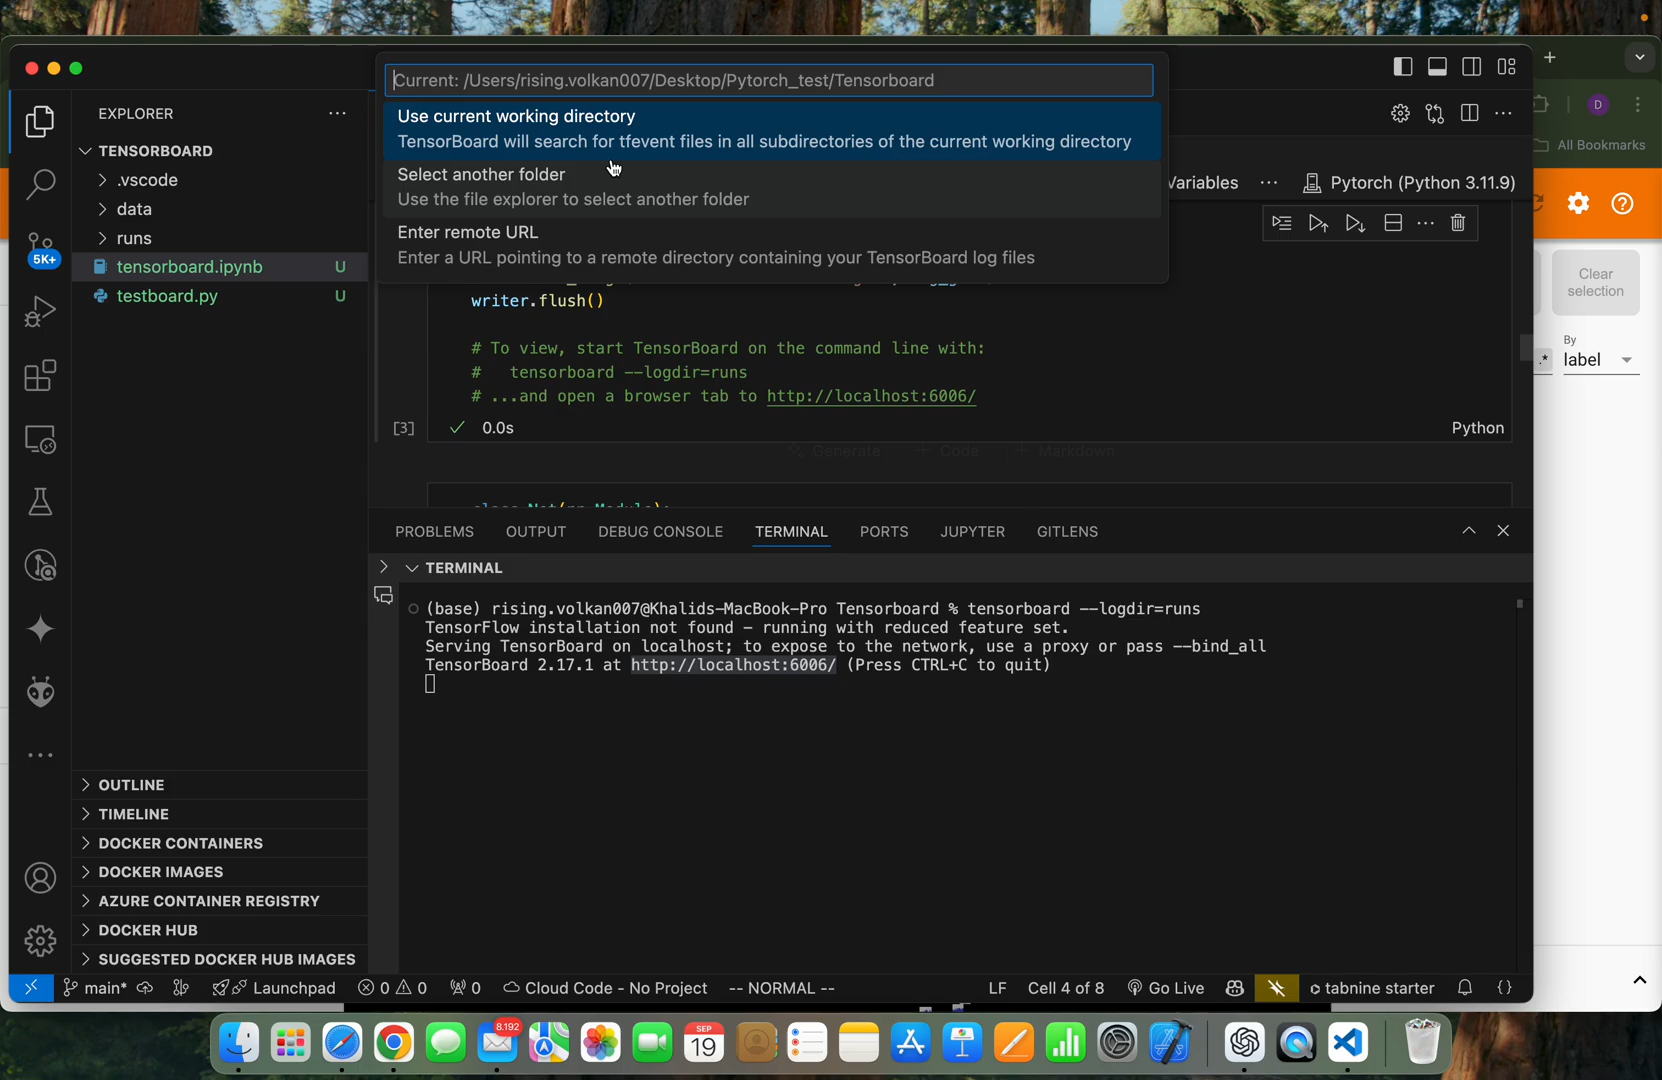 Current: /Users/rising.volkan007/Desktop/Pytorch_test/Tensorboard
Use current working directory
TensorBoard will search for tfevent files in all subdirectories of the current working directory
Select another folder
Use the file explorer to select another folder
Enter remote URL
Enter a URL pointing to a remote directory containing your TensorBoard log files
EXPLORER
TENSORBOARD
.vscode
data
runs
tensorboard.ipynb U
testboard.py U
5K+
Variables
Pytorch (Python 3.11.9)
D
All Bookmarks
Clear
selection
By
.*
label
writer.flush()
# To view, start TensorBoard on the command line with:
# tensorboard --logdir=runs
# ...and open a browser tab to http://localhost:6006/
[3]
0.0s
Python
Generate
+ Code
+ Markdown
class Net(nn.Module):
PROBLEMS
OUTPUT
DEBUG CONSOLE
TERMINAL
PORTS
JUPYTER
GITLENS
TERMINAL
(base) rising.volkan007@Khalids-MacBook-Pro Tensorboard % tensorboard --logdir=runs
TensorFlow installation not found - running with reduced feature set.
Serving TensorBoard on localhost; to expose to the network, use a proxy or pass --bind_all
TensorBoard 2.17.1 at http://localhost:6006/ (Press CTRL+C to quit)
OUTLINE
TIMELINE
DOCKER CONTAINERS
DOCKER IMAGES
AZURE CONTAINER REGISTRY
DOCKER HUB
SUGGESTED DOCKER HUB IMAGES
main*
Launchpad
0
0
0
Cloud Code - No Project
-- NORMAL --
LF
Cell 4 of 8
Go Live
tabnine starter
8.192
SEP
19